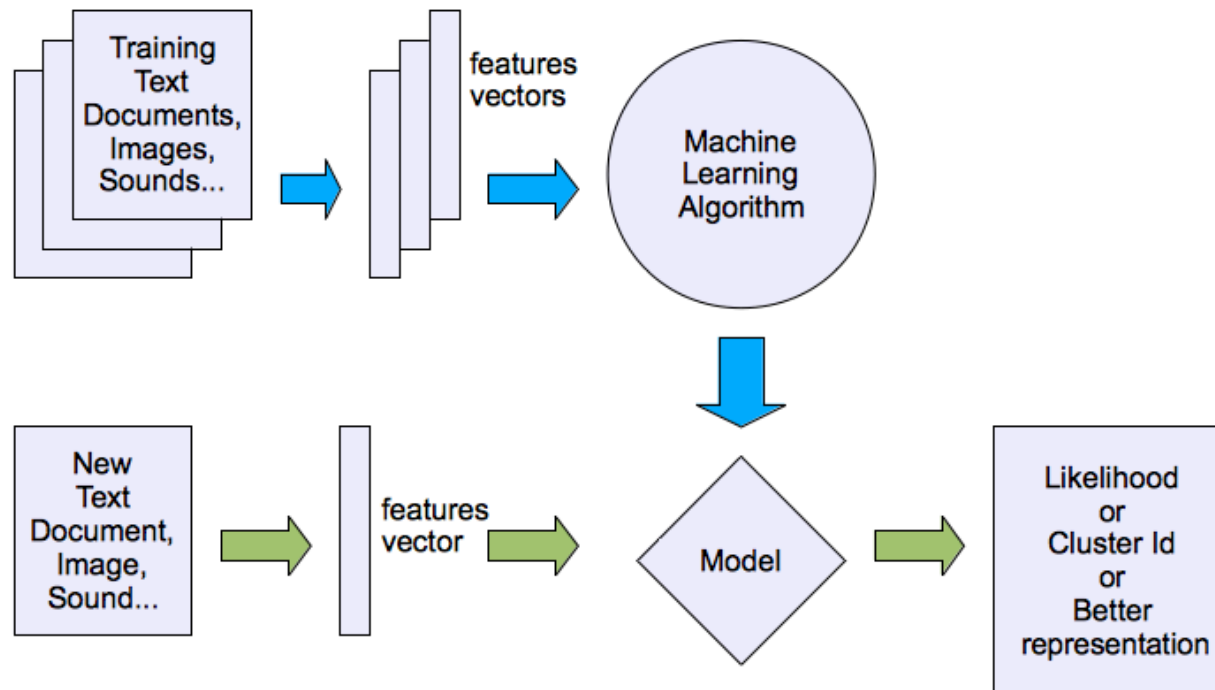 Training
Text
Documents,
Images,
Sounds...
features
vectors
Machine
Learning
Algorithm
New
Text
Document,
Image,
Sound...
features
vector
Model
Likelihood
or
Cluster Id
or
Better
representation